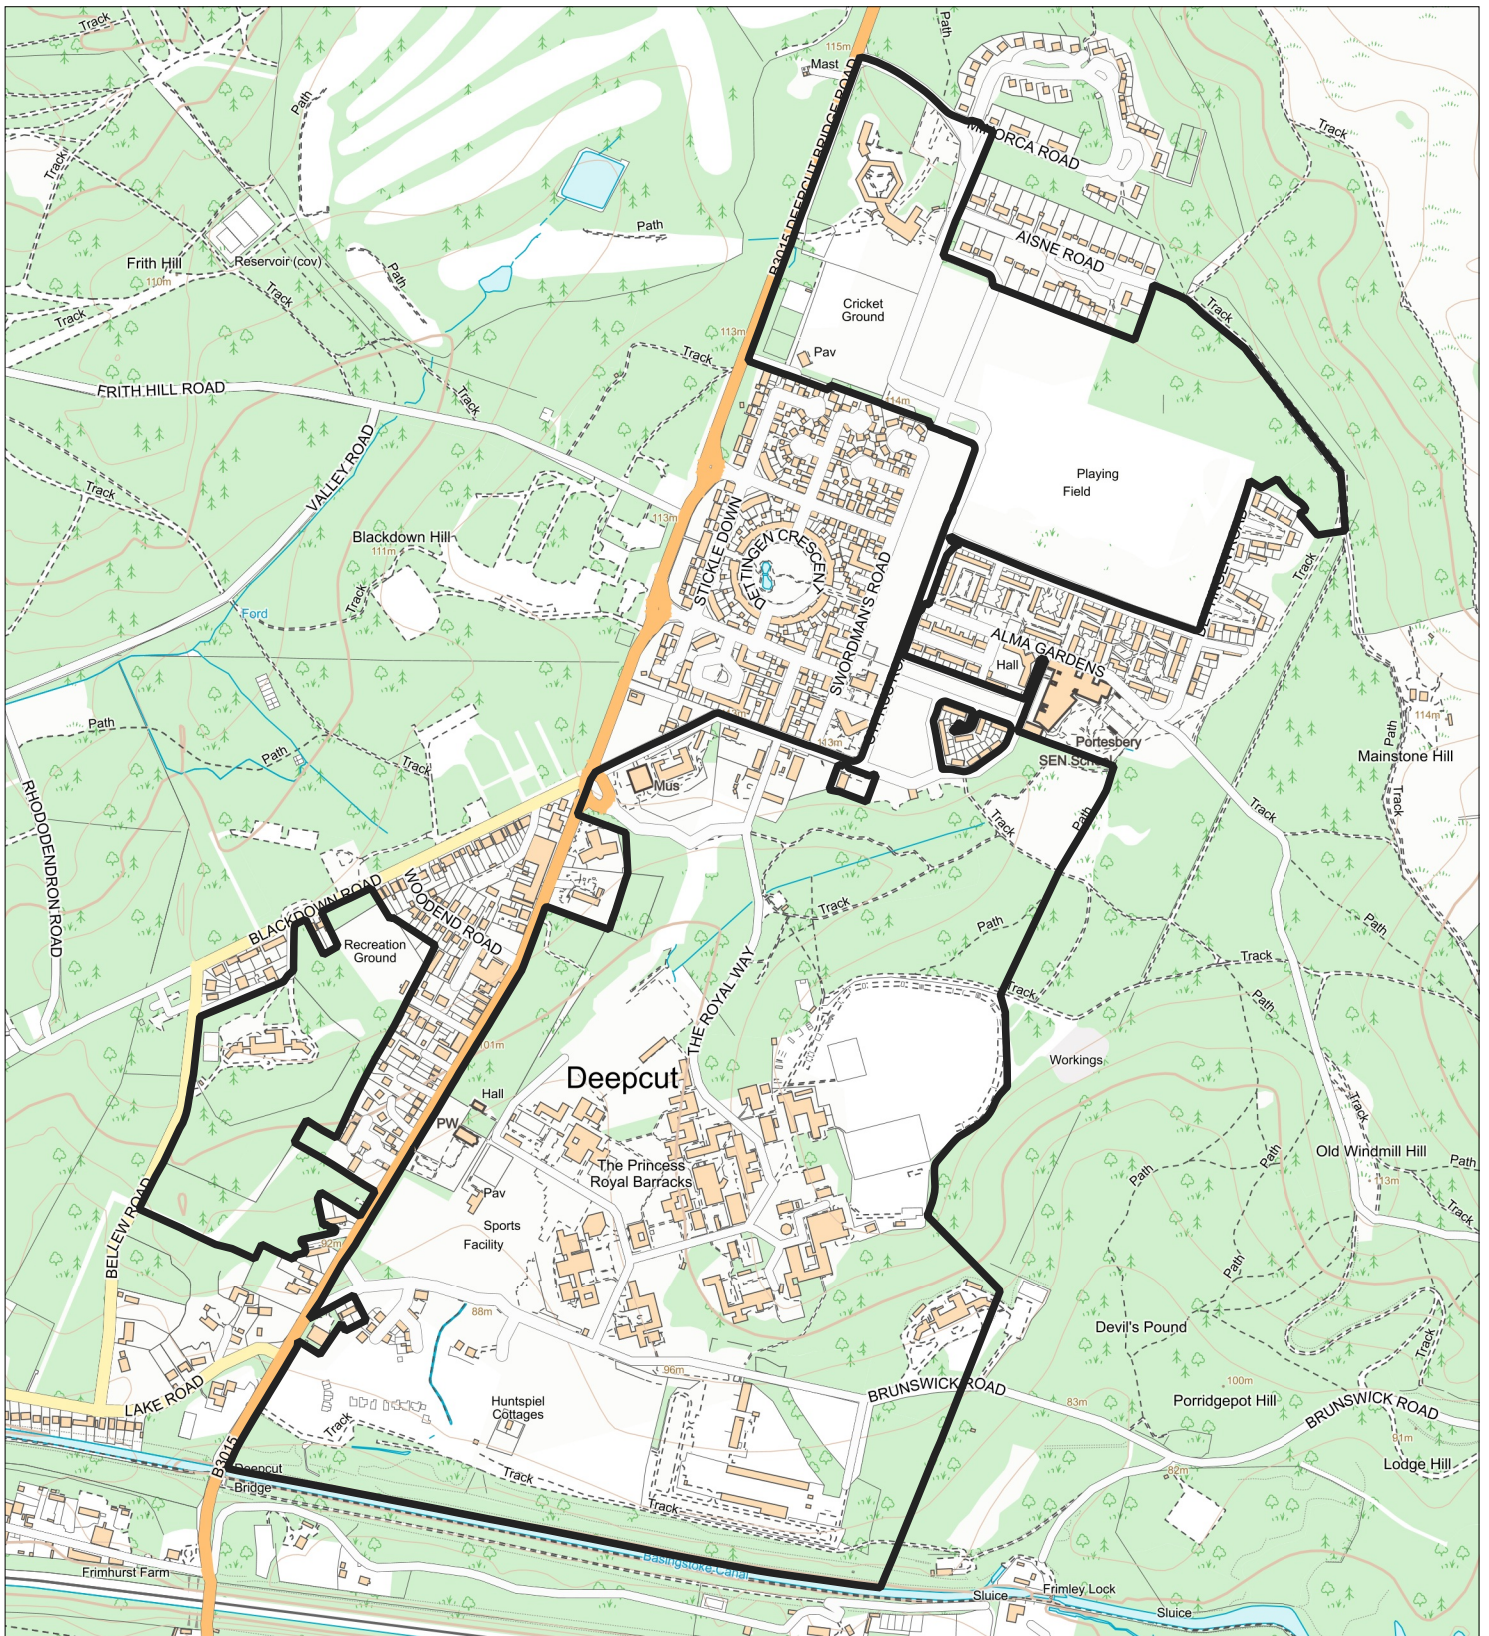 Track
Path
115m
Mast
Track
Path
MINORCA ROAD
Track
B3015 DEEPCUT BRIDGE ROAD
Path
AISNE ROAD
Frith Hill
Reservoir (cov)
110m
Path
Track
Cricket
Ground
Track
Track
113m
Pav
Track
FRITH HILL ROAD
Track
114m
VALLEY ROAD
Playing
Field
Track
113m
Blackdown Hill
111m
STICKLE DOWN
DETTINGEN CRESCENT
SWORDMAN'S ROAD
Track
Track
Ford
ALMA GARDENS
Hall
Path
Path
Track
113m
Portesbery
SEN School
114m
Path
Mainstone Hill
Mus
Track
RHODODENDRON ROAD
Track
Path
Track
BLACKDOWN ROAD
WOODEND ROAD
Recreation
Ground
Track
Path
Path
Track
THE ROYAL WAY
Track
Path
101m
Workings
Deepcut
Hall
PW
Track
The Princess
Royal Barracks
Path
Path
Old Windmill Hill
Path
113m
Track
BELLEW ROAD
Pav
Sports
Facility
92m
Path
88m
Devil's Pound
Track
96m
BRUNSWICK ROAD
83m
100m
Porridgepot Hill
BRUNSWICK ROAD
91m
LAKE ROAD
Huntspiel
Cottages
Track
B3015
Deepcut
Bridge
Track
Track
82m
Lodge Hill
Basingstoke Canal
Frimhurst Farm
Sluice
Frimley Lock
Sluice